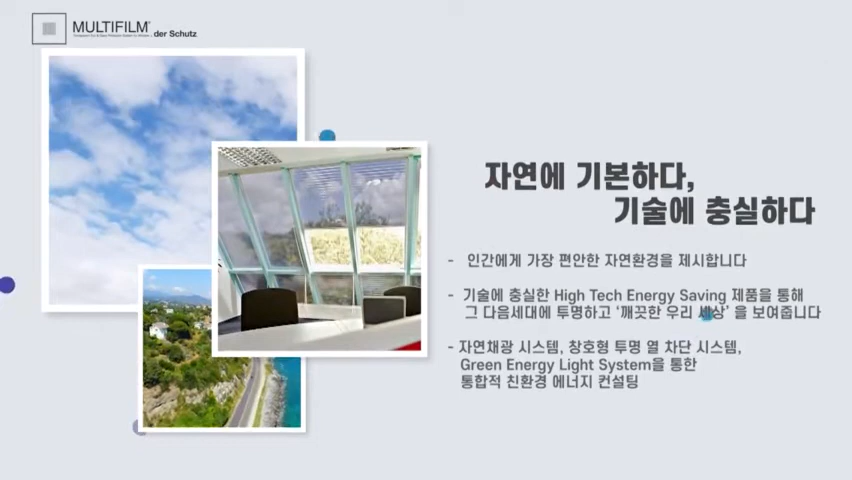 MULTIFILM®
der Schutz
자연에 기본하다,
기술에 충실하다
- 인간에게 가장 편안한 자연환경을 제시합니다
- 기술에 충실한 High Tech Energy Saving 제품을 통해
그 다음세대에 투명하고 ‘깨끗한 우리 세상’ 을 보여줍니다
- 자연채광 시스템, 창호형 투명 열 차단 시스템,
Green Energy Light System을 통한
통합적 친환경 에너지 컨설팅